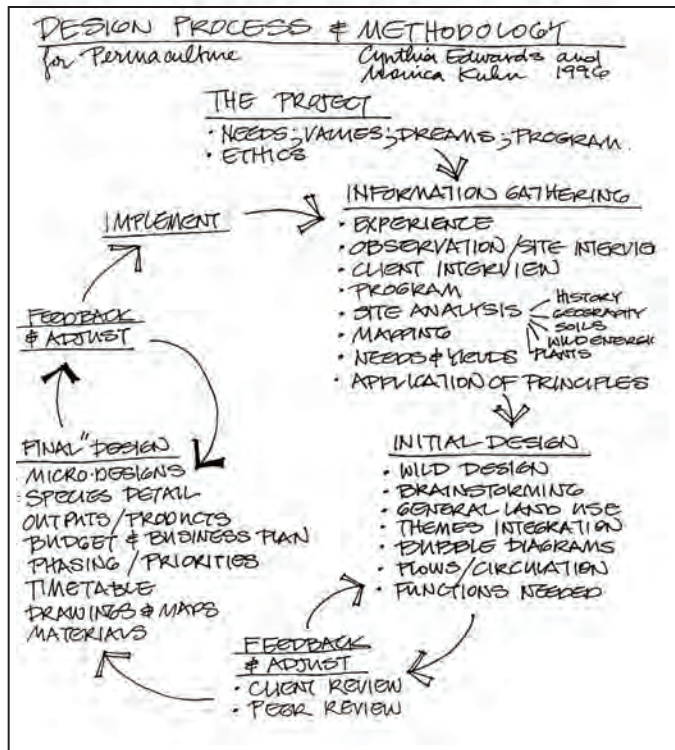 DESIGN PROCESS & METHODOLOGY
for Permaculture
Cynthia Edwards and
Monica Kuhn 1996
THE PROJECT
• NEEDS; VALUES; DREAMS; PROGRAM
• ETHICS
INFORMATION GATHERING
• EXPERIENCE
• OBSERVATION/SITE INTERVIE
• CLIENT INTERVIEW
• PROGRAM
• SITE ANALYSIS
HISTORY
GEOGRAPHY
SOILS
WILD ENERGIE
PLANTS
• MAPPING
• NEEDS & YIELDS
• APPLICATION OF PRINCIPLES
INITIAL DESIGN
• WILD DESIGN
• BRAINSTORMING
• GENERAL LAND USE
• THEMES INTEGRATION
• BUBBLE DIAGRAMS
• FLOWS/CIRCULATION
• FUNCTIONS NEEDED
FEEDBACK
& ADJUST
• CLIENT REVIEW
• PEER REVIEW
FINAL" DESIGN
MICRO-DESIGNS
SPECIES DETAIL
OUTPUTS/PRODUCTS
BUDGET & BUSINESS PLAN
PHASING/PRIORITIES
TIMETABLE
DRAWINGS & MAPS
MATERIALS
FEEDBACK
& ADJUST
IMPLEMENT